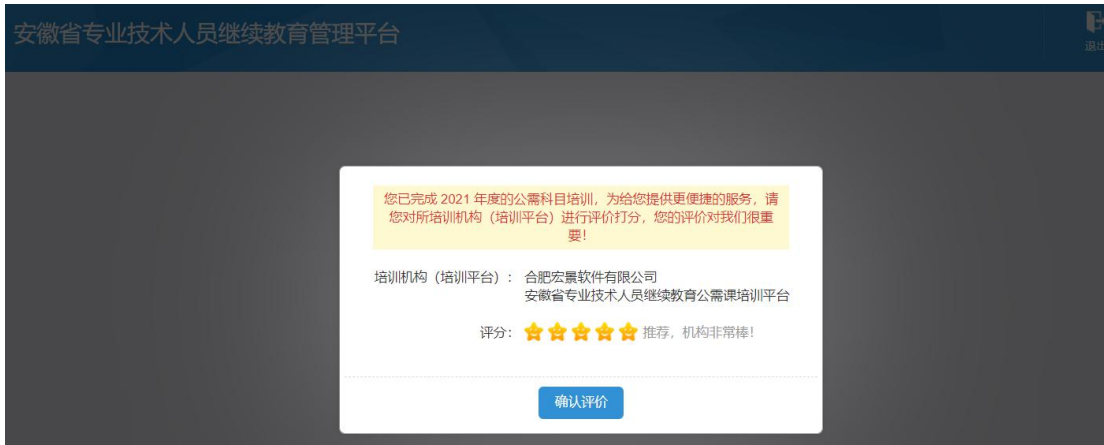 安徽省专业技术人员继续教育管理平台
退出
您已完成 2021 年度的公需科目培训，为给您提供更便捷的服务，请
您对所培训机构（培训平台）进行评价打分，您的评价对我们很重
要！
培训机构（培训平台）： 合肥宏景软件有限公司
安徽省专业技术人员继续教育公需课培训平台
评分： 推荐，机构非常棒！
确认评价